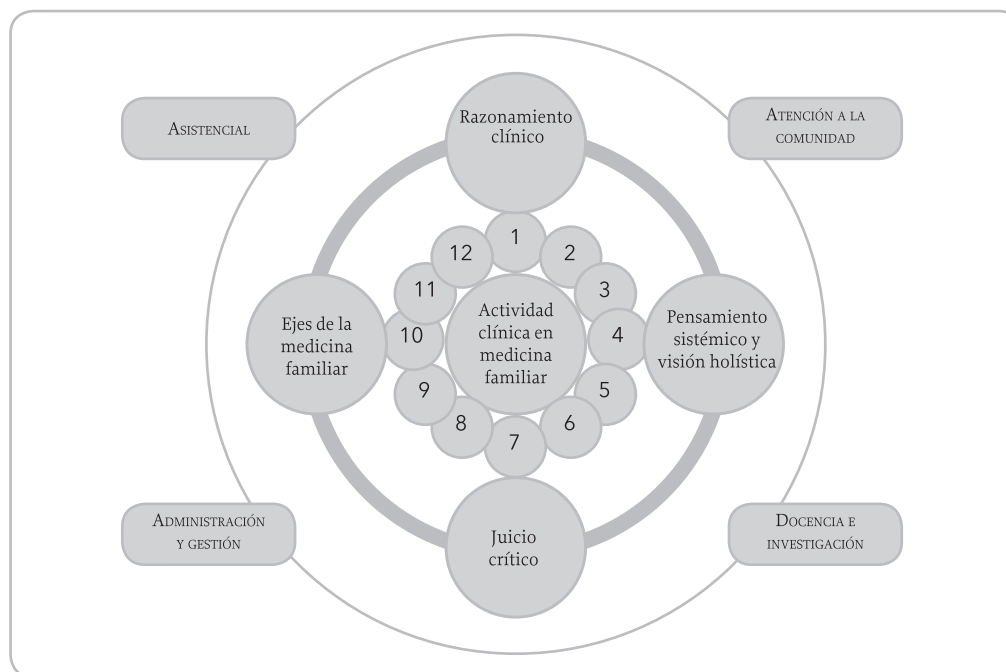 ASISTENCIAL
ATENCIÓN A LA
COMUNIDAD
Razonamiento
clínico
12
1
2
11
3
Ejes de la
medicina
familiar
10
Actividad
clínica en
medicina
familiar
4
Pensamiento
sistémico y
visión holística
9
5
8
6
7
Juicio
crítico
ADMINISTRACIÓN
Y GESTIÓN
DOCENCIA E
INVESTIGACIÓN